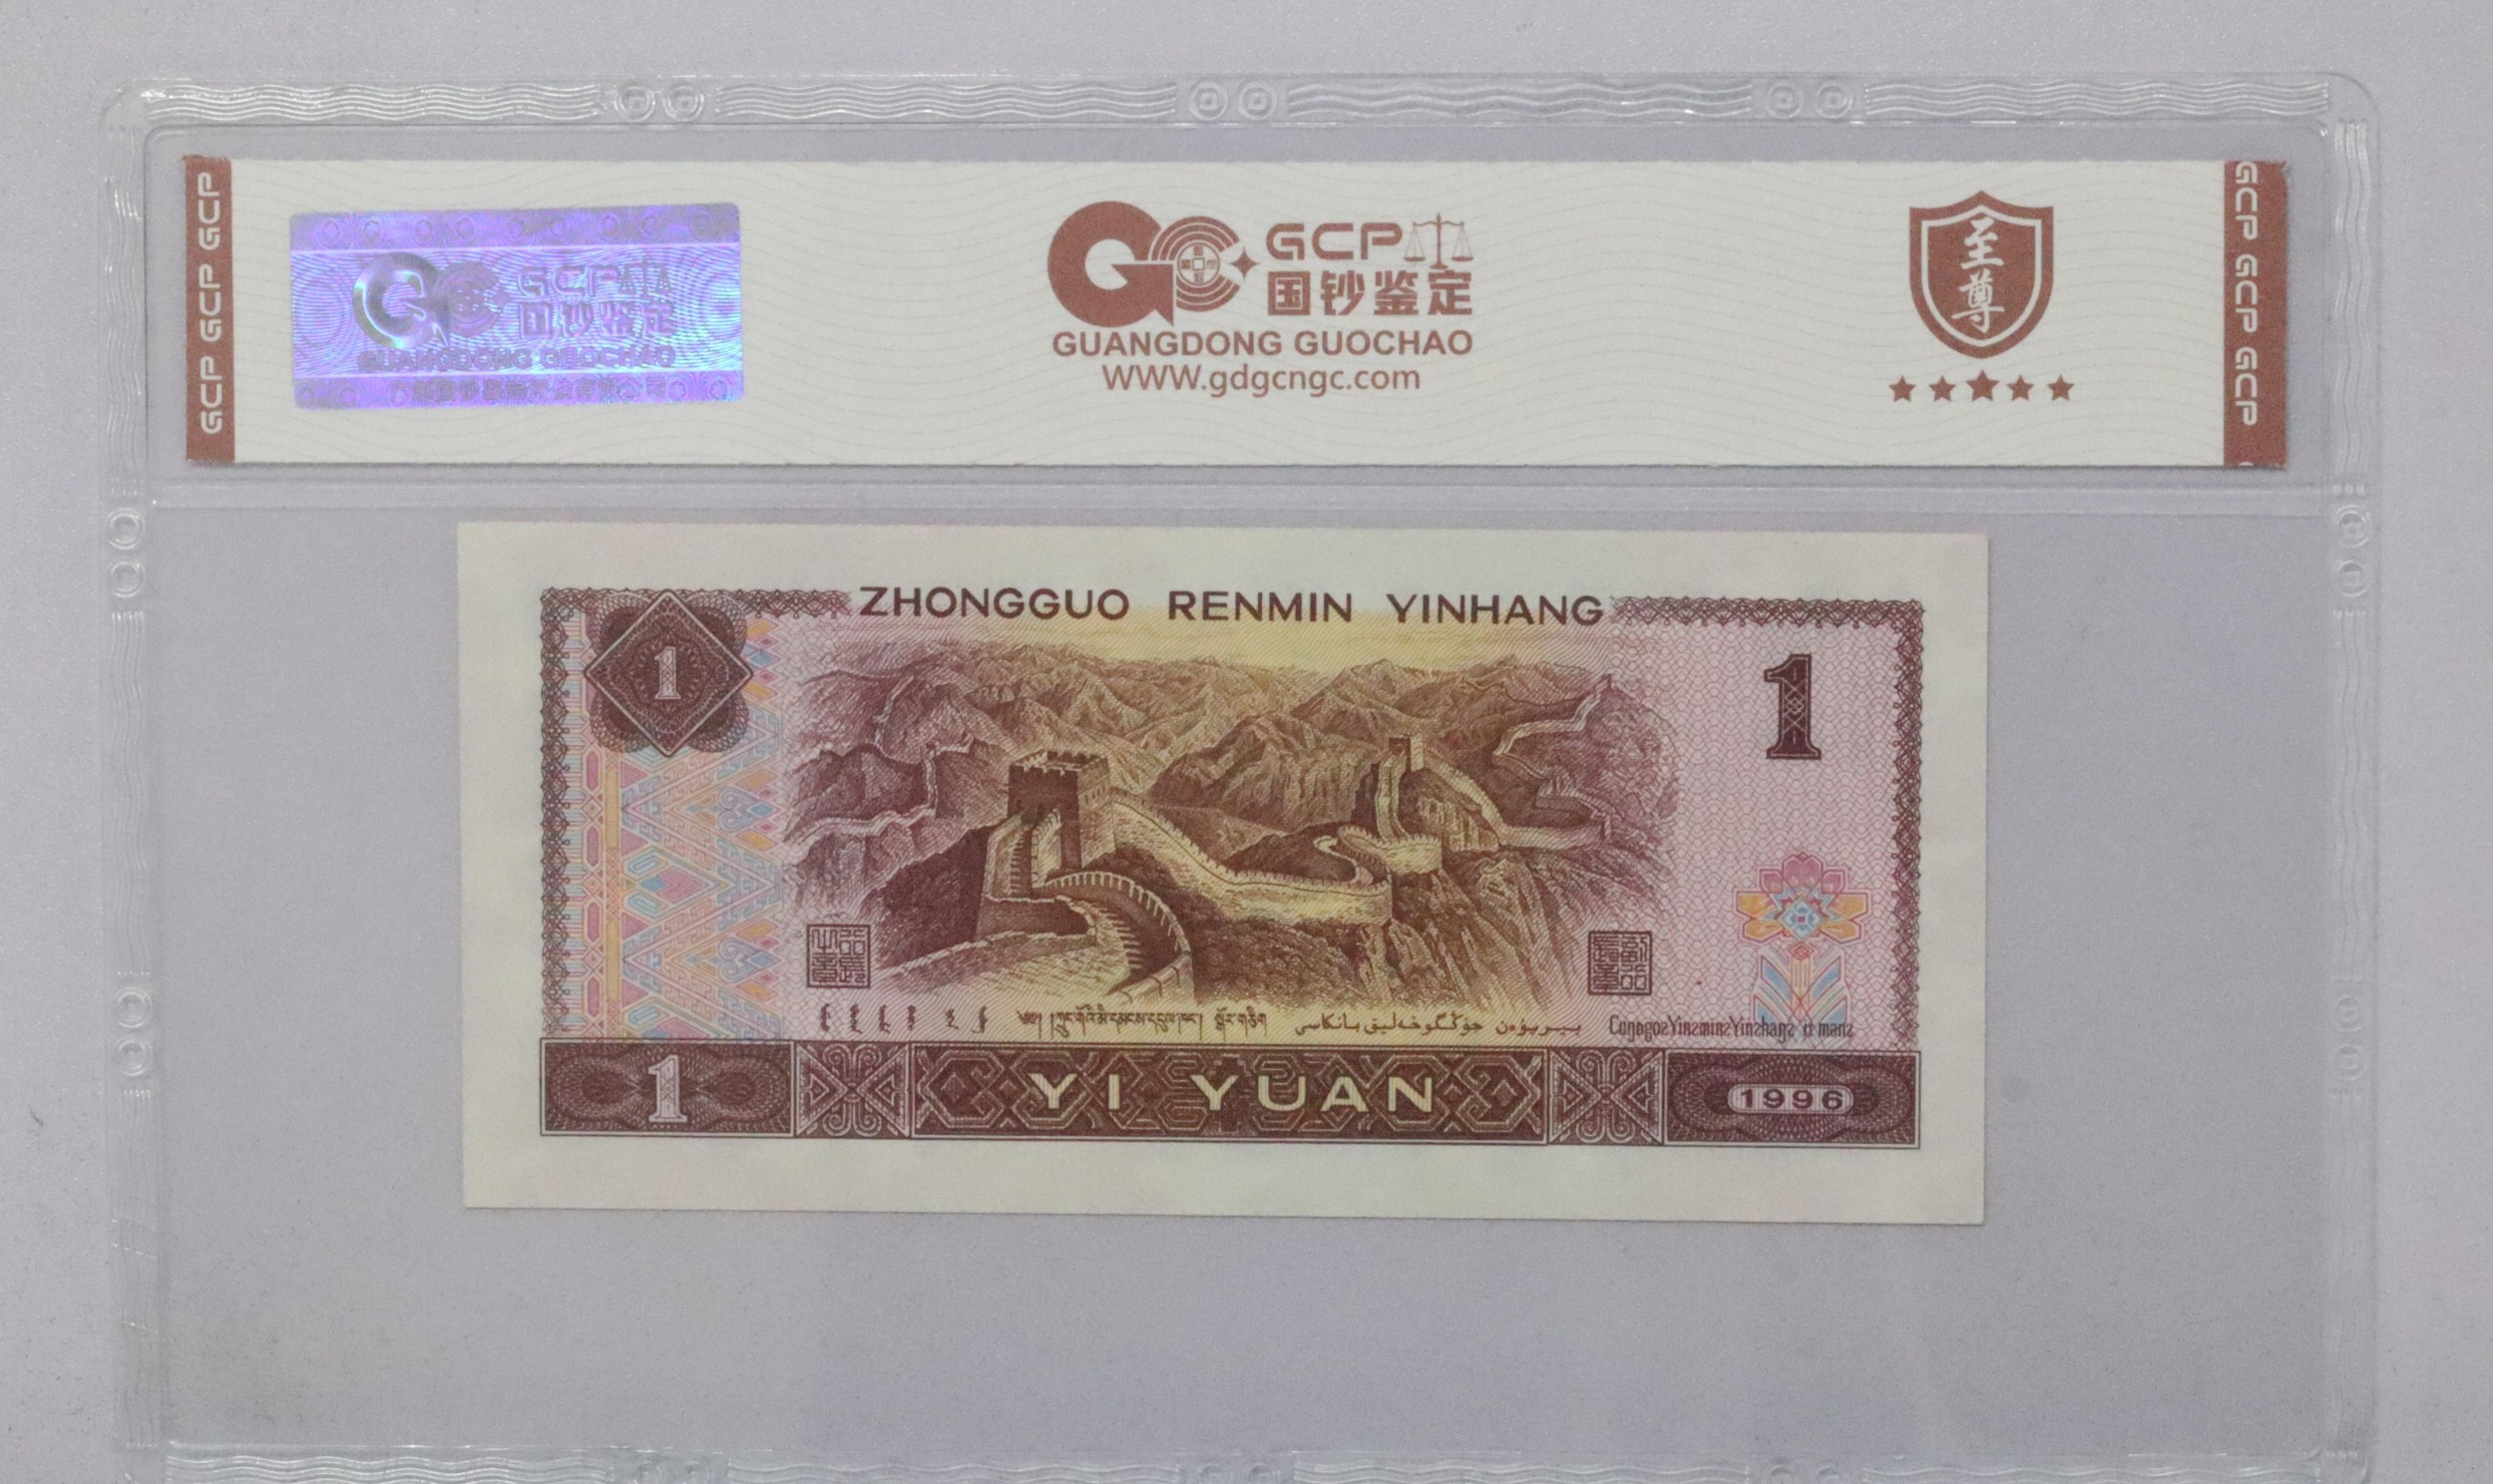 GCP GCP GCP
GCP
国钞鉴定
GUANGDONG GUOCHAO
GCP
国钞鉴定
GUANGDONG GUOCHAO
WWW.gdgcngc.com
至尊
GCP GCP GCP
ZHONGGUO RENMIN YINHANG
1
1
1
YI YUAN
1996